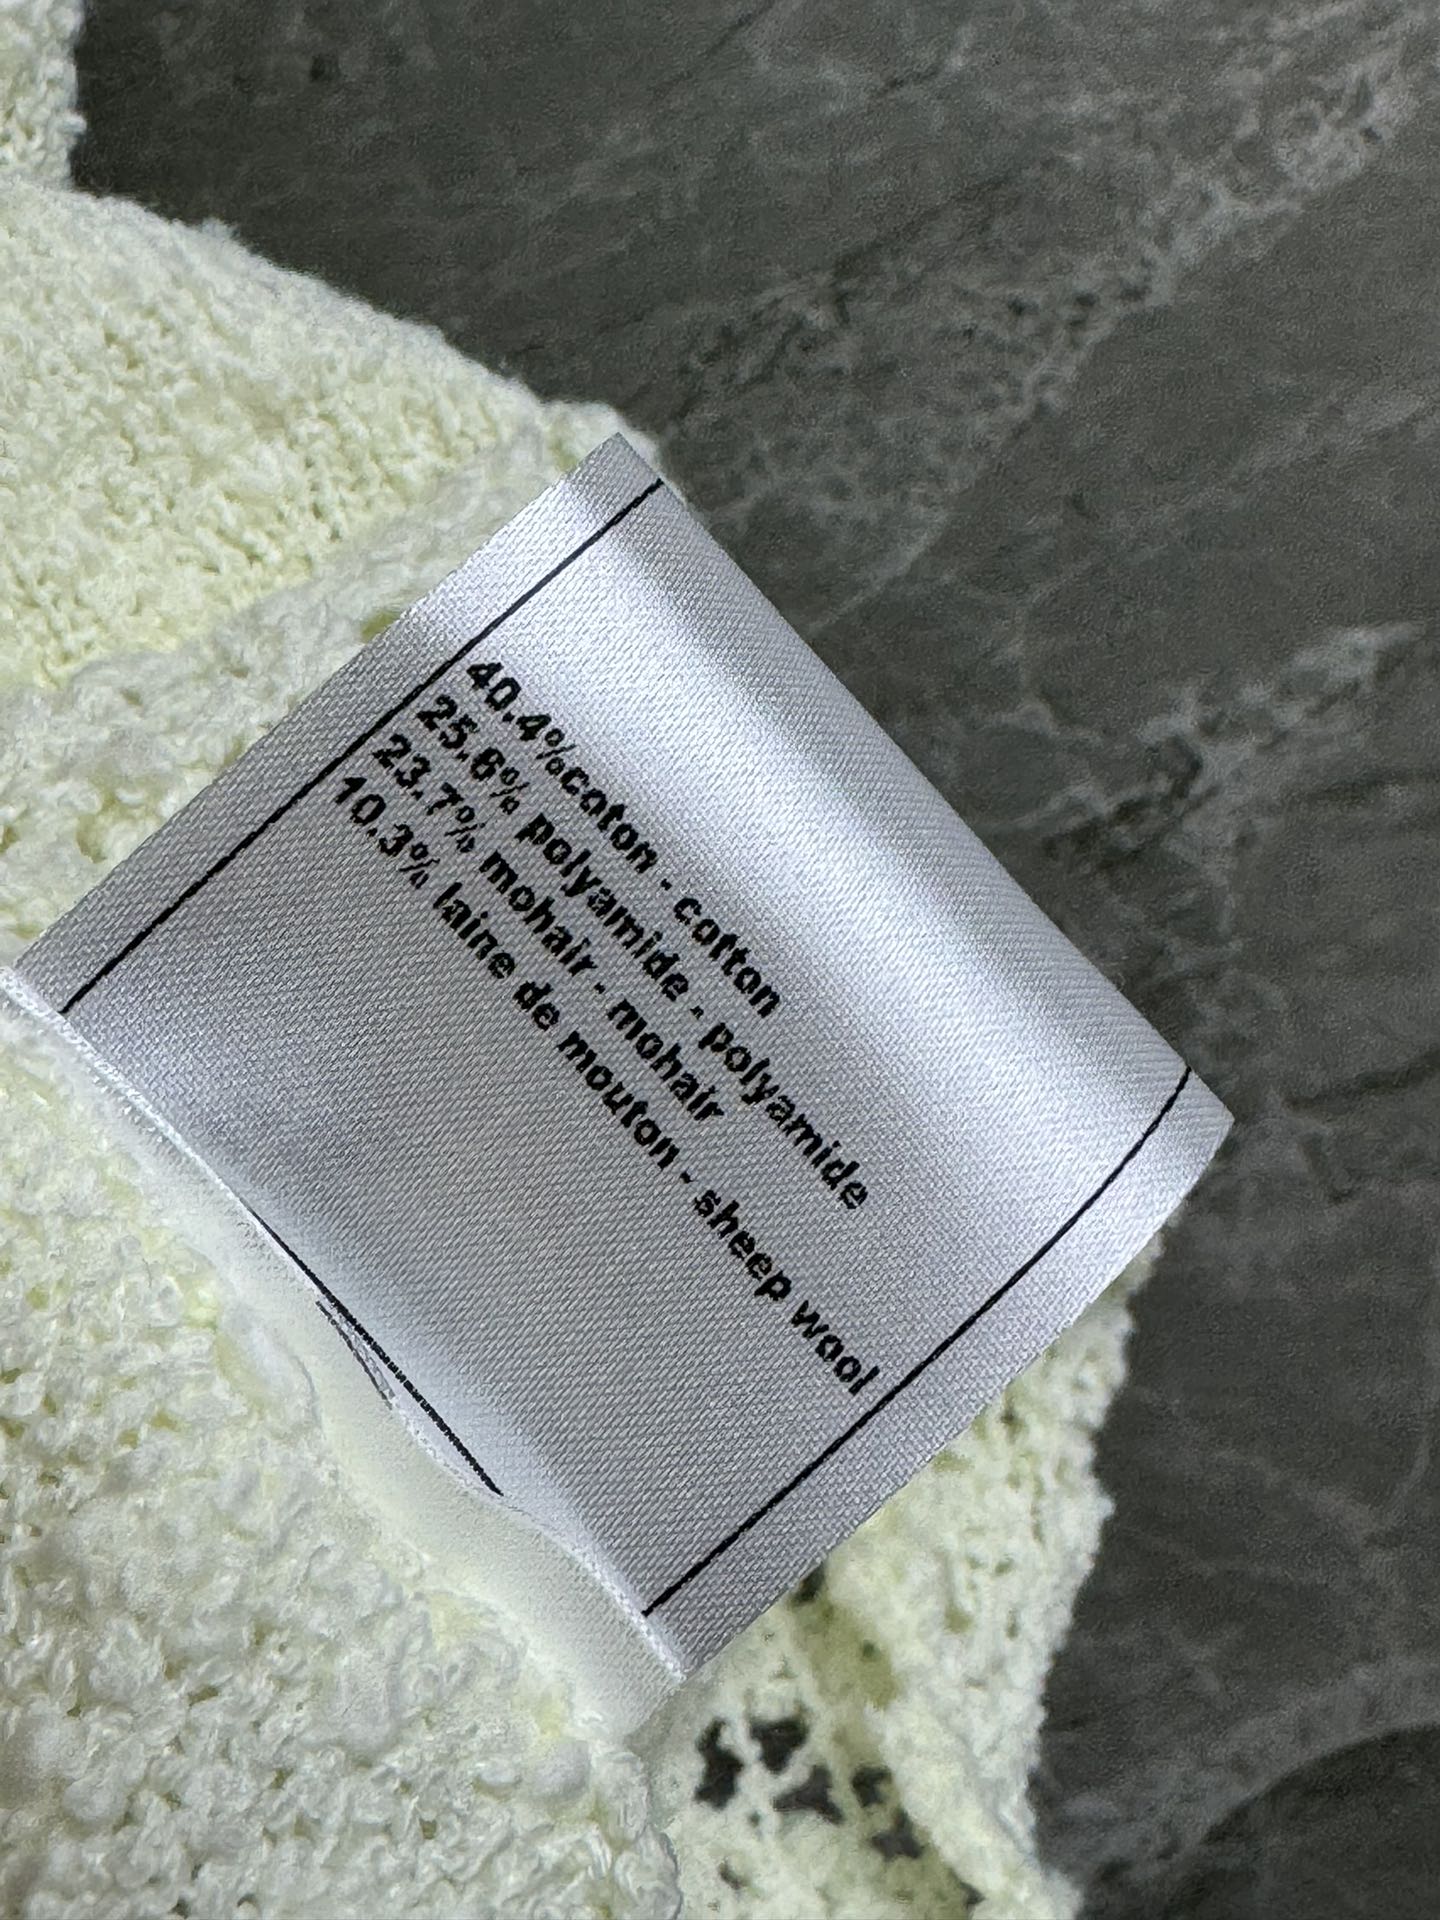 40.4%coton - cotton
25.6% polyamide - polyamide
23.7% mohair - mohair
10.3% laine de mouton - sheep wool